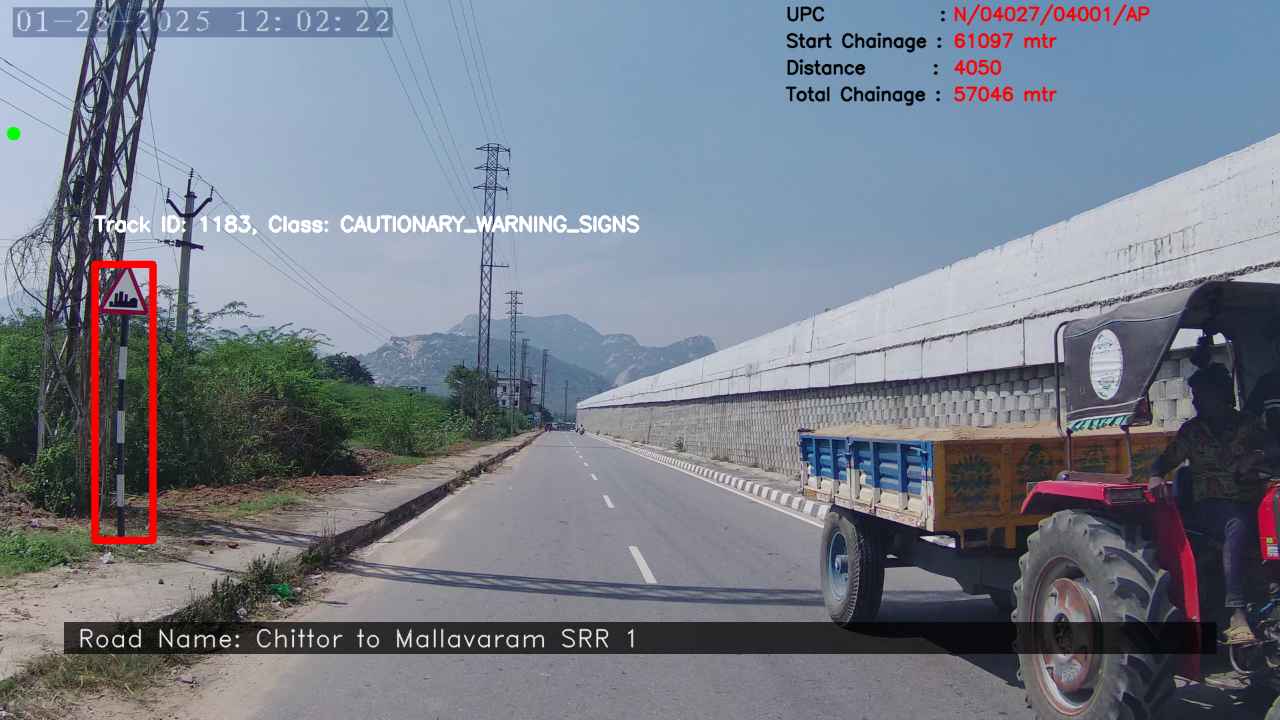 01-28-2025 12:02:22
UPC : N/04027/04001/AP
Start Chainage : 61097 mtr
Distance : 4050
Total Chainage : 57046 mtr
Track ID: 1183, Class: CAUTIONARY_WARNING_SIGNS
Road Name: Chittor to Mallavaram SRR 1